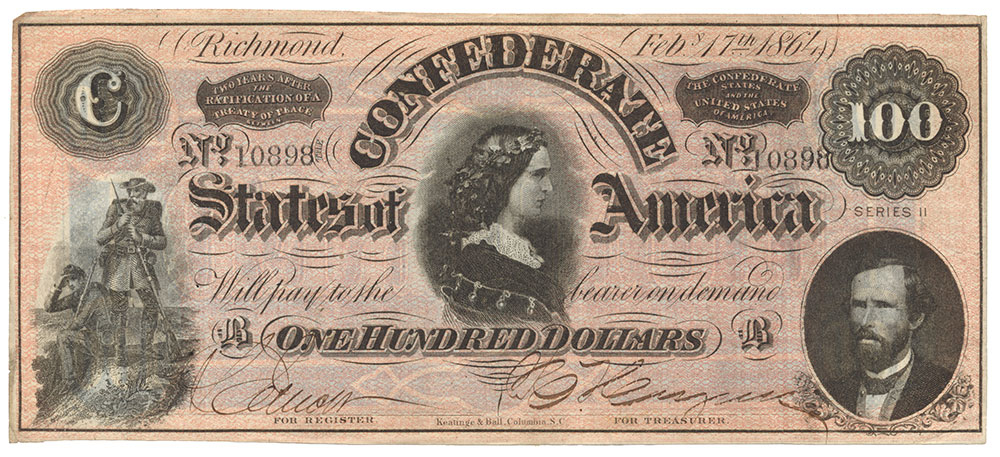 Richmond. Feby 17th 1864
C
TWO YEARS AFTER THE RATIFICATION OF A TREATY OF PEACE BETWEEN
CONFEDERATE
THE CONFEDERATE STATES AND THE UNITED STATES OF AMERICA
100
No 10898
No 10898
States of America
SERIES II
Will pay to the bearer on demand
B ONE HUNDRED DOLLARS B
FOR REGISTER
Keatinge & Ball, Columbia, S.C.
FOR TREASURER.